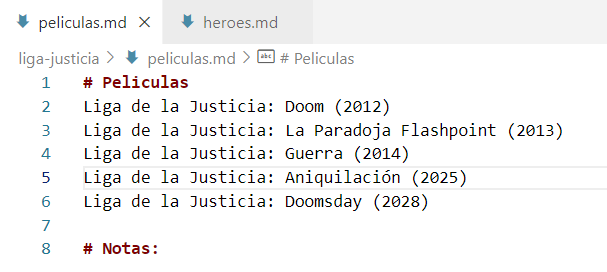 peliculas.md
heroes.md
liga-justicia > peliculas.md > abc # Peliculas
1 # Peliculas
2 Liga de la Justicia: Doom (2012)
3 Liga de la Justicia: La Paradoja Flashpoint (2013)
4 Liga de la Justicia: Guerra (2014)
5 Liga de la Justicia: Aniquilación (2025)
6 Liga de la Justicia: Doomsday (2028)
7
8 # Notas: